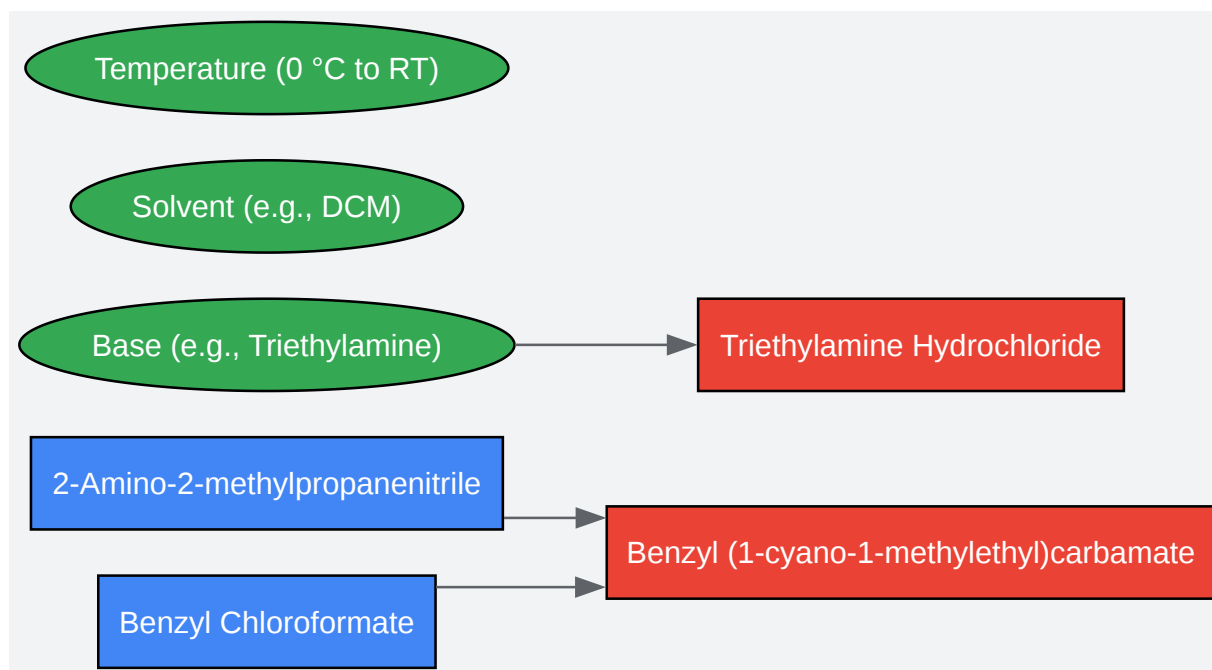 Temperature (0 °C to RT)
Solvent (e.g., DCM)
Base (e.g., Triethylamine)
Triethylamine Hydrochloride
2-Amino-2-methylpropanenitrile
Benzyl (1-cyano-1-methylethyl)carbamate
Benzyl Chloroformate